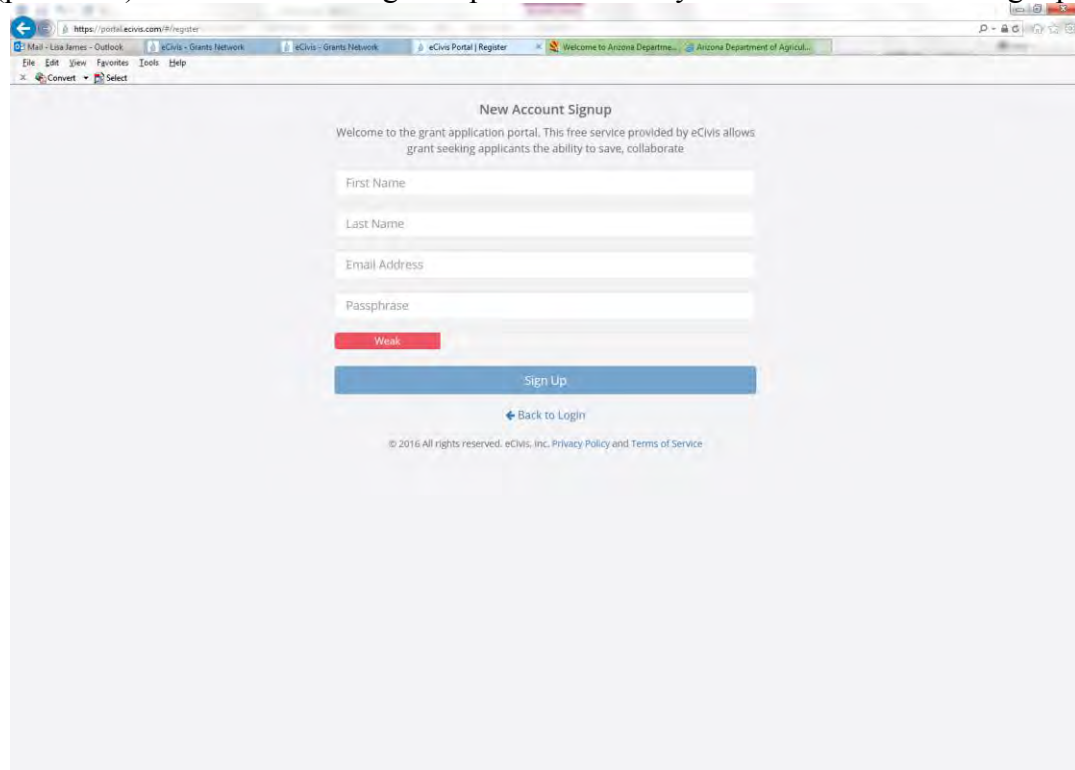 https://portal.ecivis.com/#/register
Mail - Lisa James - Outlook
eCivis - Grants Network
eCivis - Grants Network
eCivis Portal | Register
Welcome to Arizona Departme...
Arizona Department of Agricul...
File Edit View Favorites Tools Help
Convert Select
New Account Signup
Welcome to the grant application portal. This free service provided by eCivis allows
grant seeking applicants the ability to save, collaborate
First Name
Last Name
Email Address
Passphrase
Weak
Sign Up
Back to Login
© 2016 All rights reserved. eCivis, Inc. Privacy Policy and Terms of Service